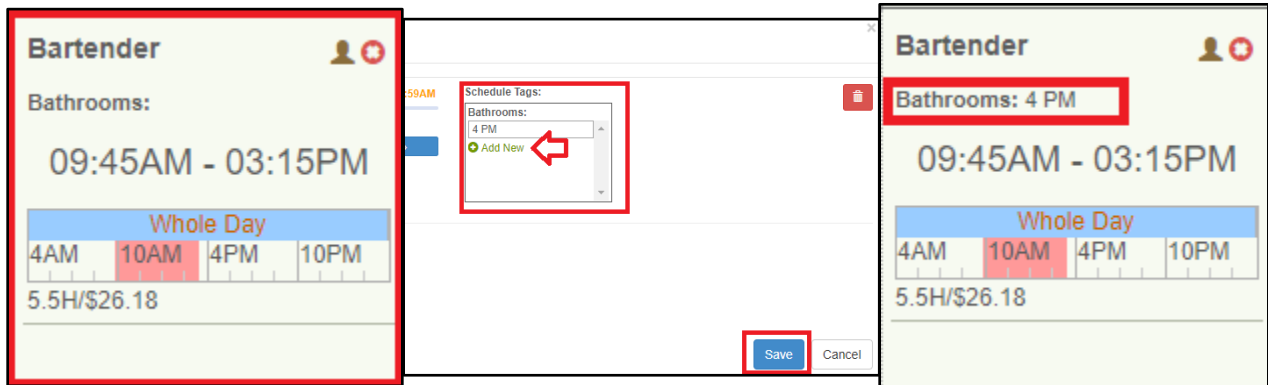 Bartender
Bathrooms:
09:45AM - 03:15PM
Whole Day
4AM 10AM 4PM 10PM
5.5H/$26.18
:59AM
Schedule Tags:
Bathrooms:
4 PM
Add New
Save Cancel
Bartender
Bathrooms: 4 PM
09:45AM - 03:15PM
Whole Day
4AM 10AM 4PM 10PM
5.5H/$26.18